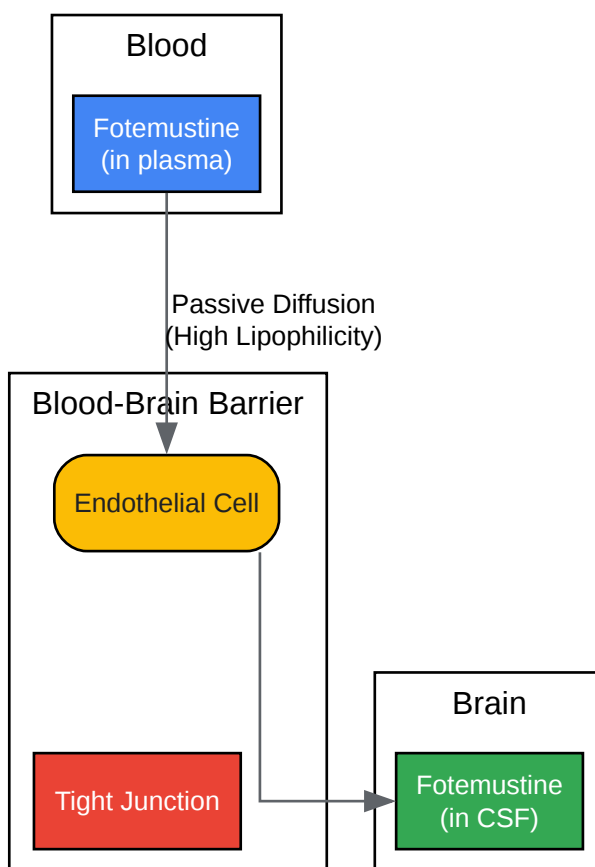 Blood
Fotemustine
(in plasma)
Passive Diffusion
(High Lipophilicity)
Blood-Brain Barrier
Endothelial Cell
Brain
Tight Junction
Fotemustine
(in CSF)